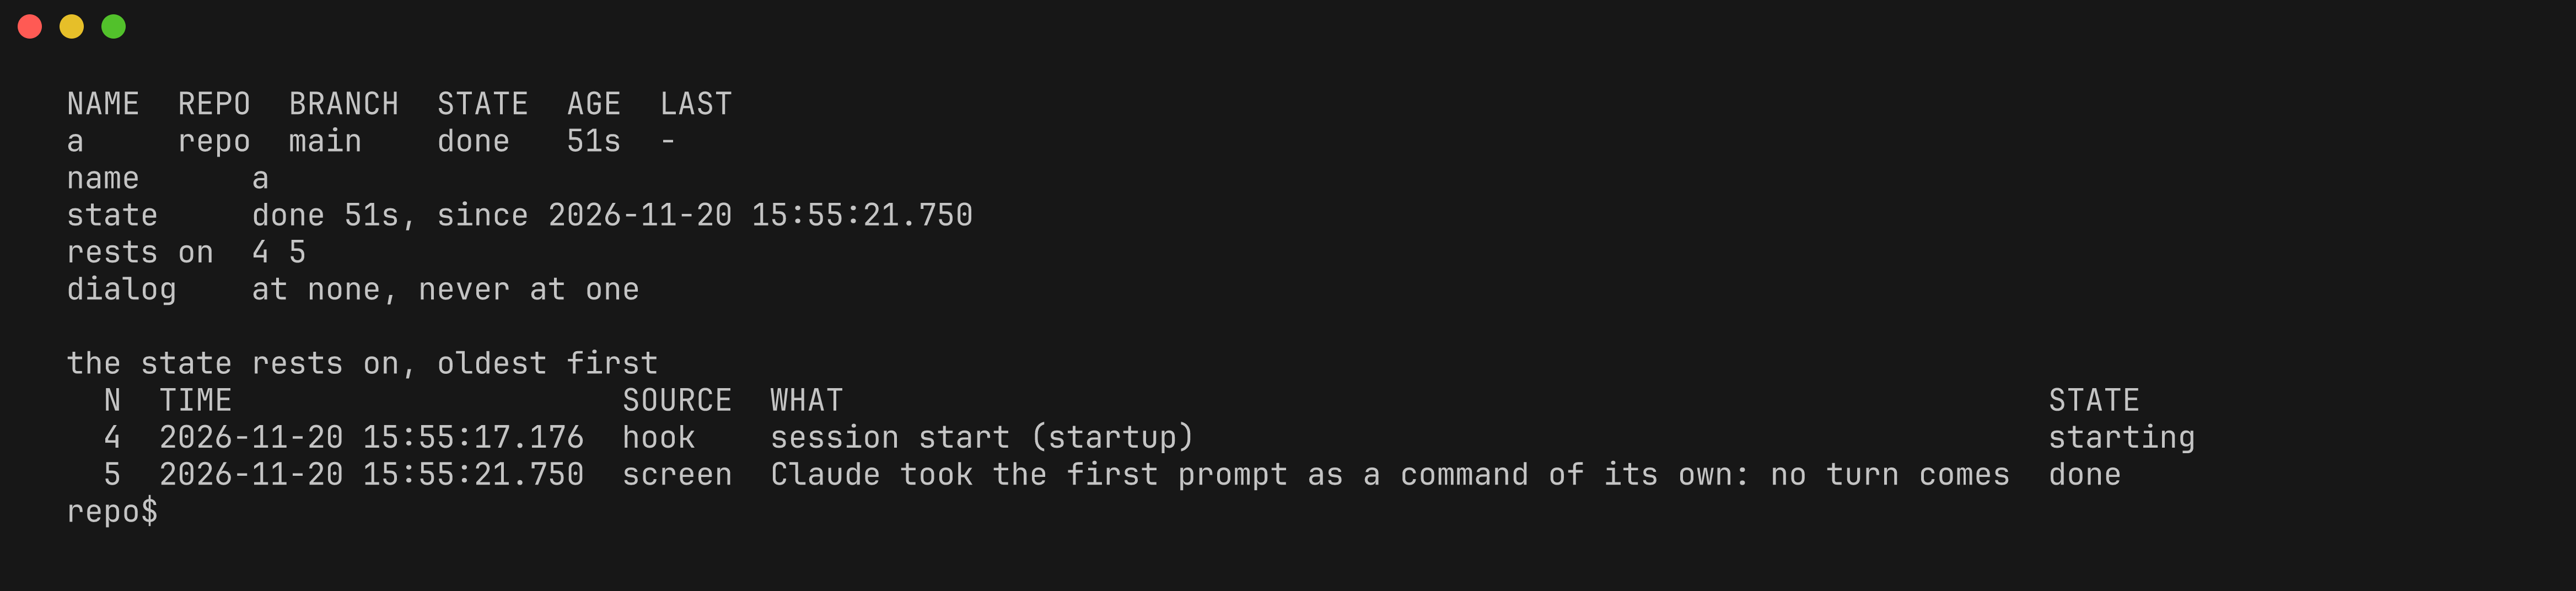 NAME  REPO  BRANCH  STATE  AGE  LAST
a     repo  main    done   51s  -
name      a
state     done 51s, since 2026-11-20 15:55:21.750
rests on  4 5
dialog    at none, never at one

the state rests on, oldest first
  N  TIME                     SOURCE  WHAT                                                                 STATE
  4  2026-11-20 15:55:17.176  hook    session start (startup)                                              starting
  5  2026-11-20 15:55:21.750  screen  Claude took the first prompt as a command of its own: no turn comes  done
repo$